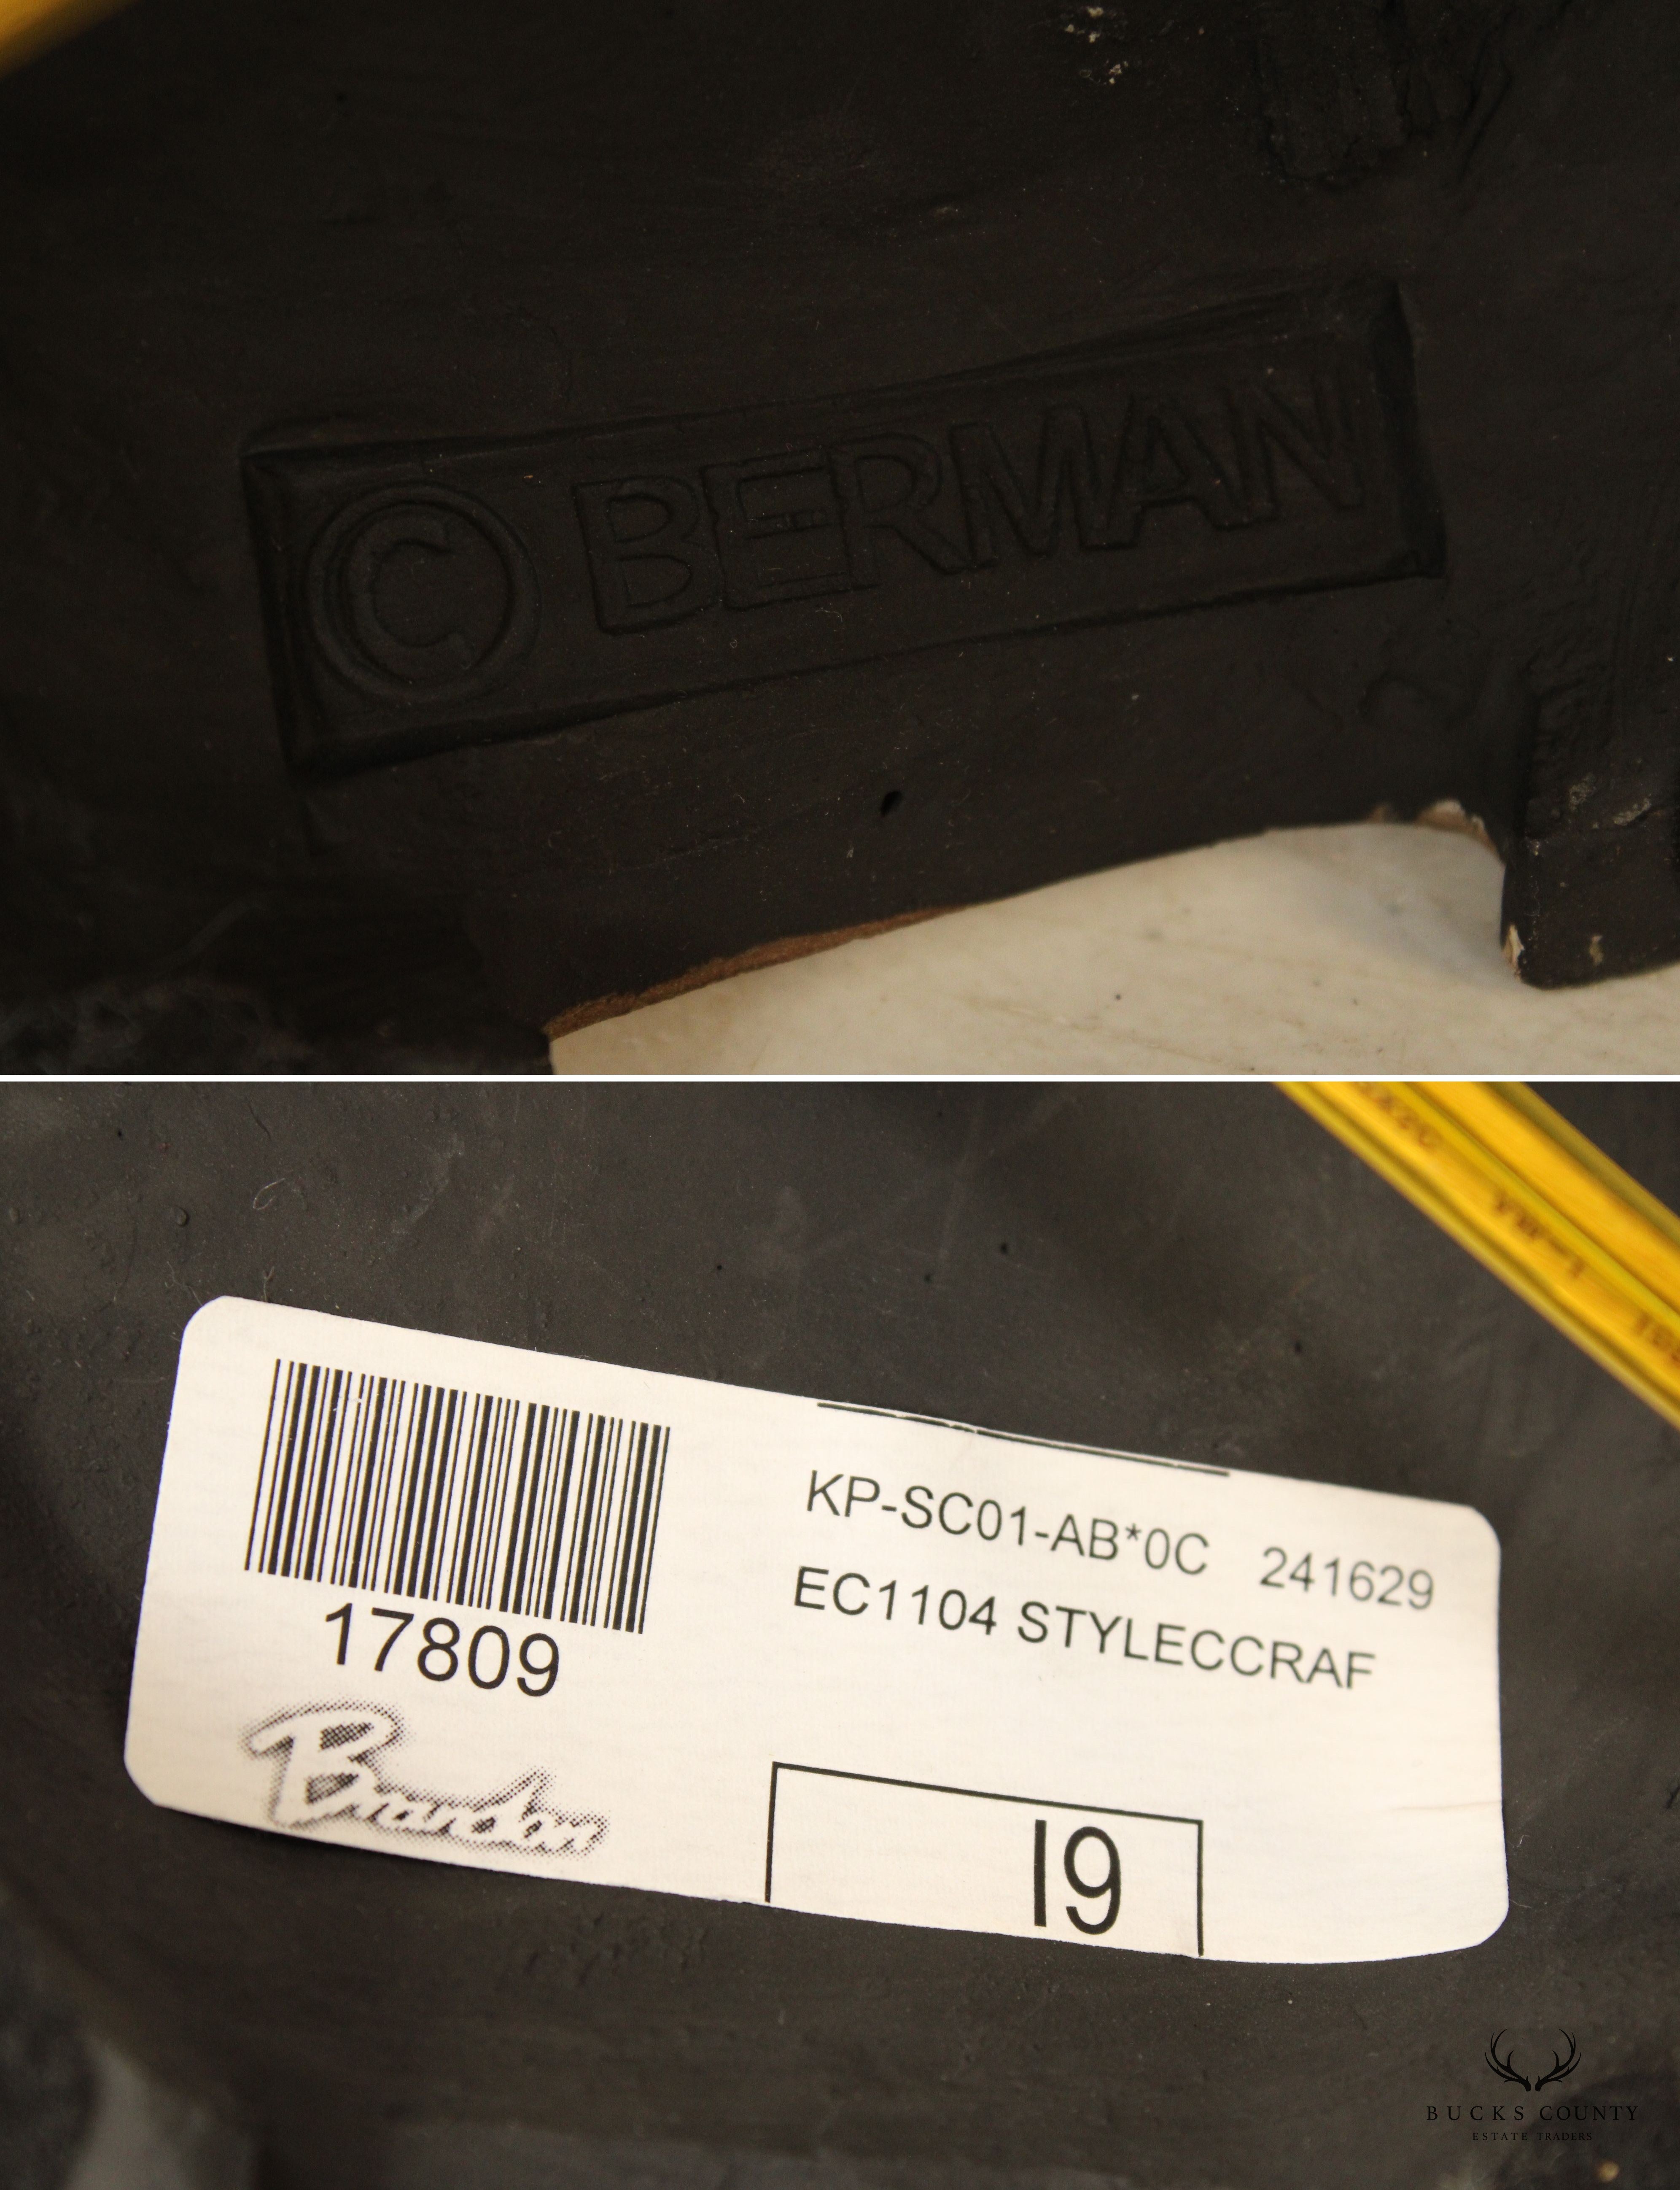 © BERMAN
KP-SC01-AB*0C 241629
EC1104 STYLECCRAF
17809
I9
BUCKS COUNTY
ESTATE TRADERS